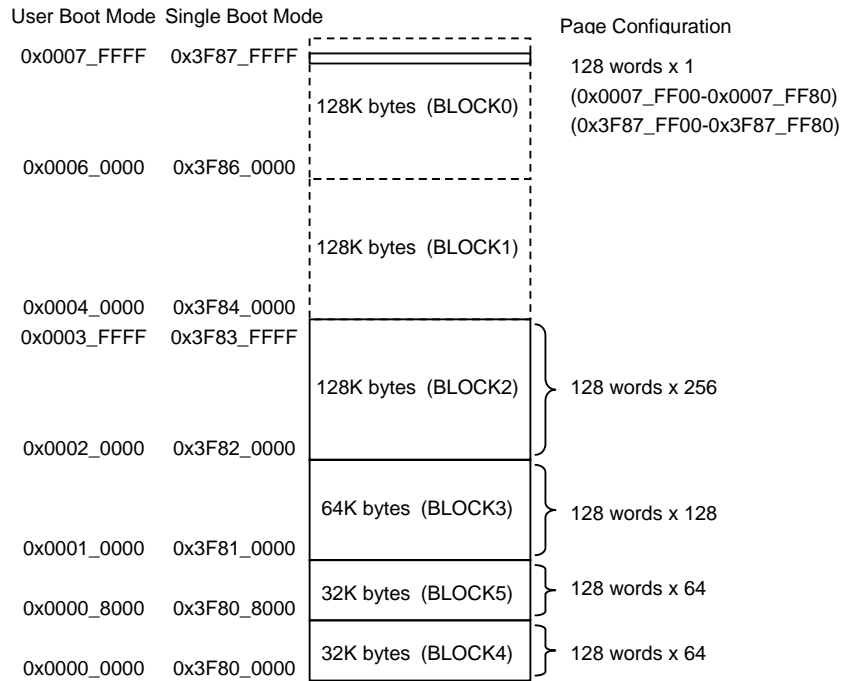 User Boot Mode Single Boot Mode
Page Configuration
0x0007_FFFF 0x3F87_FFFF
128 words x 1
(0x0007_FF00-0x0007_FF80)
(0x3F87_FF00-0x3F87_FF80)
128K bytes (BLOCK0)
0x0006_0000 0x3F86_0000
128K bytes (BLOCK1)
0x0004_0000 0x3F84_0000
0x0003_FFFF 0x3F83_FFFF
128K bytes (BLOCK2) 128 words x 256
0x0002_0000 0x3F82_0000
64K bytes (BLOCK3) 128 words x 128
0x0001_0000 0x3F81_0000
32K bytes (BLOCK5) 128 words x 64
0x0000_8000 0x3F80_8000
32K bytes (BLOCK4) 128 words x 64
0x0000_0000 0x3F80_0000